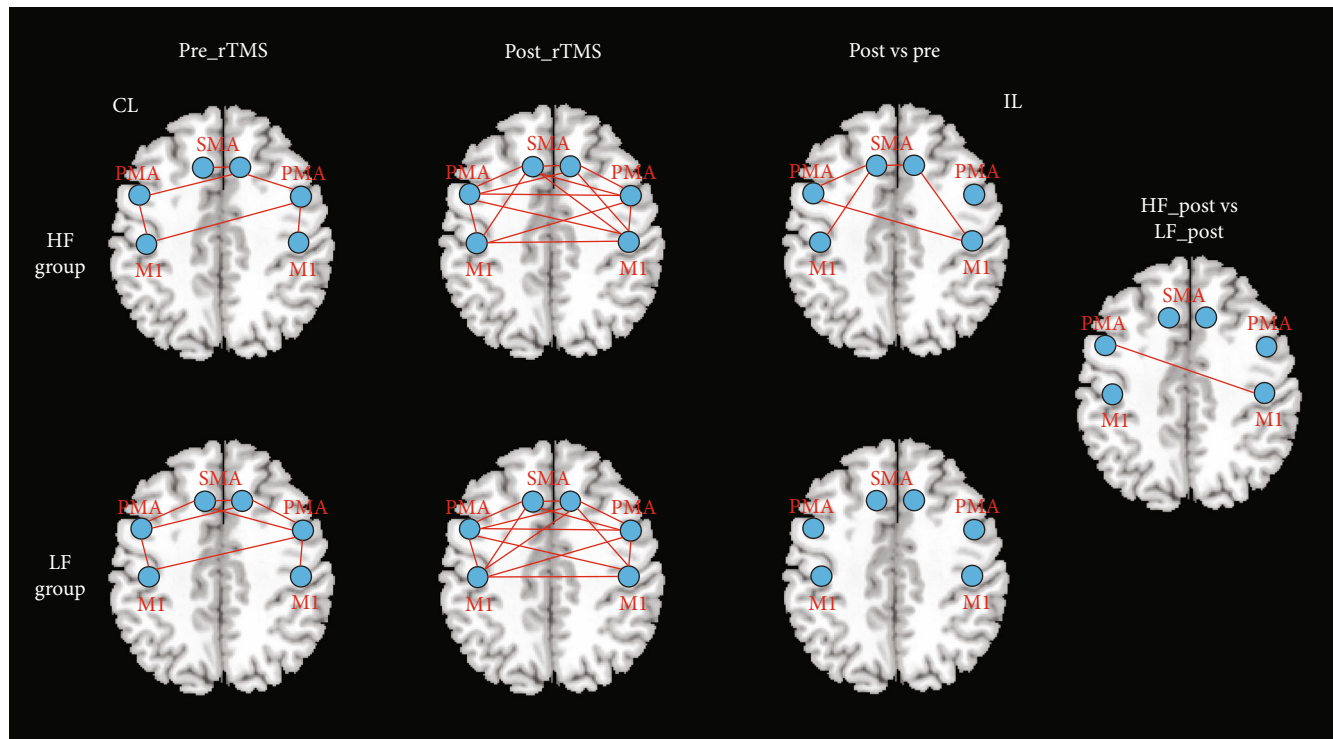 Pre_rTMS
Post_rTMS
Post vs pre
CL
IL
SMA
PMA
PMA
M1
M1
SMA
PMA
PMA
M1
M1
SMA
PMA
PMA
M1
M1
HF
group
HF_post vs
LF_post
SMA
PMA
PMA
M1
M1
SMA
PMA
PMA
M1
M1
SMA
PMA
PMA
M1
M1
SMA
PMA
PMA
M1
M1
LF
group